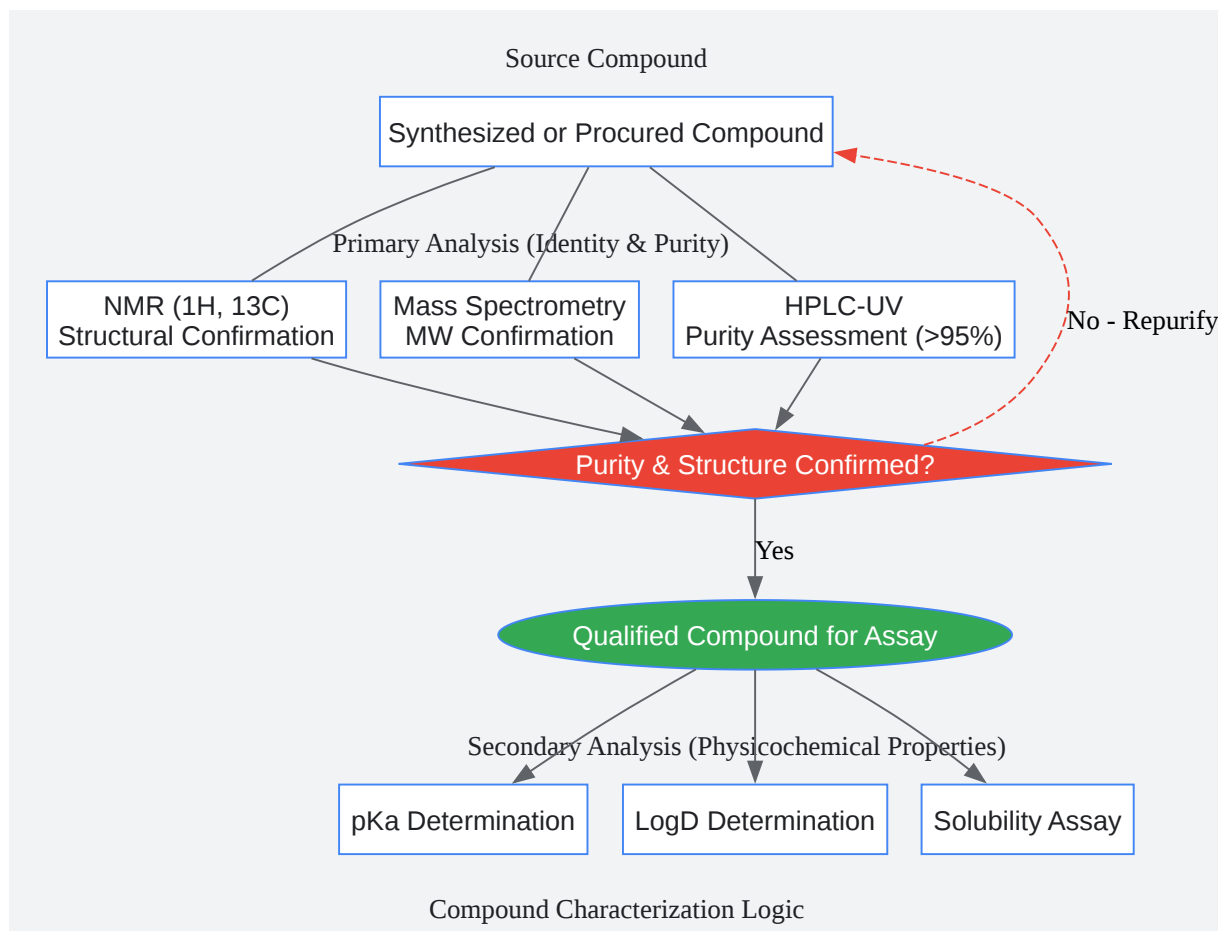 Source Compound
Synthesized or Procured Compound
Primary Analysis (Identity & Purity)
NMR (1H, 13C)
Structural Confirmation
Mass Spectrometry
MW Confirmation
HPLC-UV
Purity Assessment (>95%)
No - Repurify
Purity & Structure Confirmed?
Yes
Qualified Compound for Assay
Secondary Analysis (Physicochemical Properties)
pKa Determination
LogD Determination
Solubility Assay
Compound Characterization Logic